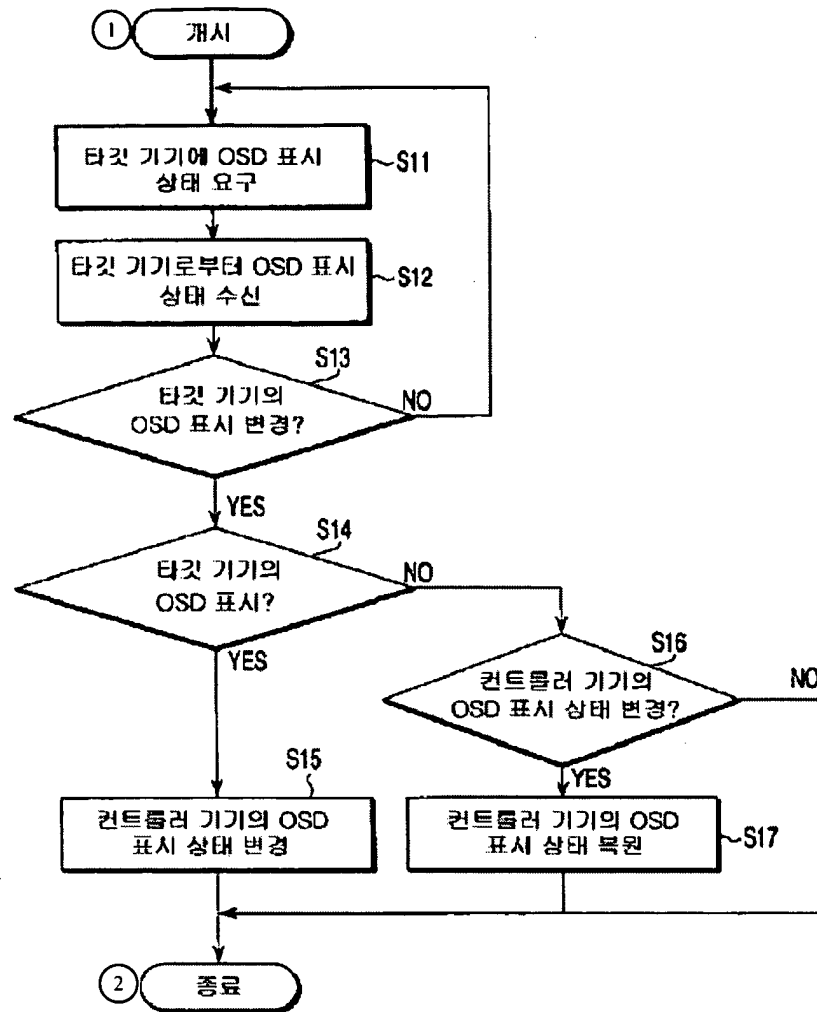 1 개시
타깃 기기에 OSD 표시
상태 요구
S11
타깃 기기로부터 OSD 표시
상태 수신
S12
S13
타깃 기기의
OSD 표시 변경?
NO
YES
S14
타깃 기기의
OSD 표시?
NO
YES
S16
컨트롤러 기기의
OSD 표시 상태 변경?
NO
YES
S15
컨트롤러 기기의 OSD
표시 상태 변경
컨트롤러 기기의 OSD
표시 상태 복원
S17
2 종료